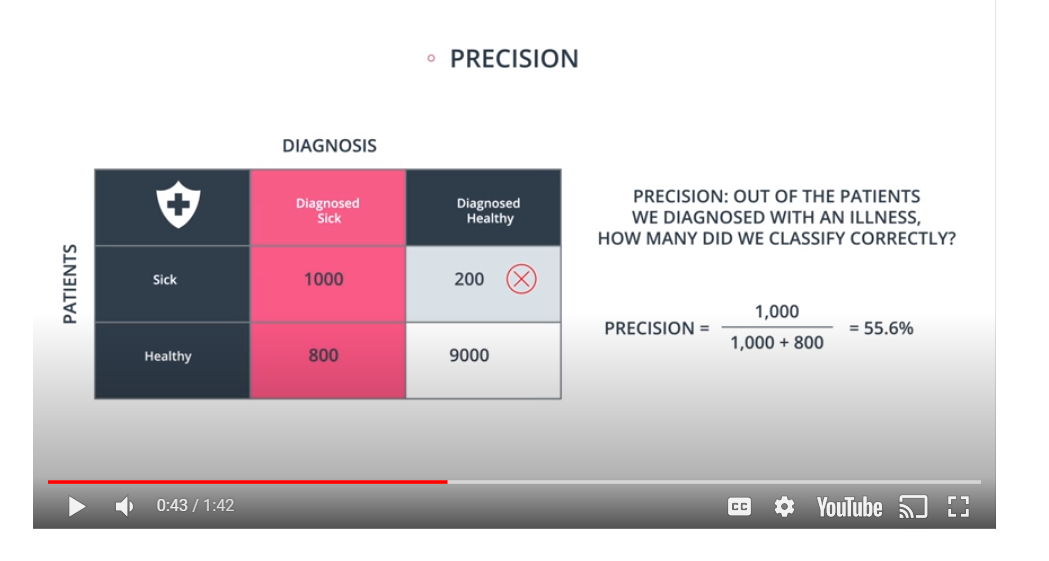 PRECISION
DIAGNOSIS
Diagnosed
Sick
Diagnosed
Healthy
PATIENTS
Sick
1000
200
Healthy
800
9000
PRECISION: OUT OF THE PATIENTS
WE DIAGNOSED WITH AN ILLNESS,
HOW MANY DID WE CLASSIFY CORRECTLY?
PRECISION = 1,000 / 1,000 + 800 = 55.6%
0:43 / 1:42
CC
YouTube